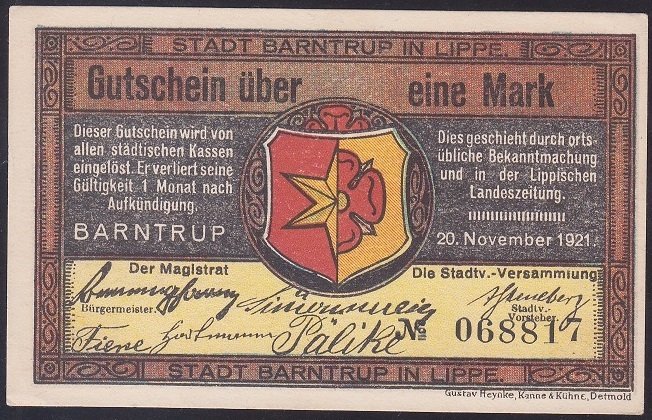 STADT BARNTRUP IN LIPPE.
Gutschein über eine Mark
Dieser Gutschein wird von
allen städtischen Kassen
eingelöst. Er verliert seine
Gültigkeit 1 Monat nach
Aufkündigung.
BARNTRUP
Dies geschieht durch orts-
übliche Bekanntmachung
und in der Lippischen
Landeszeitung.
20. November 1921.
Der Magistrat
Die Stadtv.-Versammlung
Bürgermeister.
Stadtv.-
Vorsteher.
Hartmann Pälike
№ 068817
STADT BARNTRUP IN LIPPE.
Gustav Heynke, Kanne & Kühne, Detmold